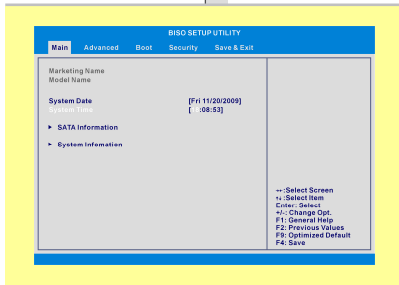 BISO SETUP UTILITY
Main Advanced Boot Security Save & Exit
Marketing Name
Model Name
System Date [Fri 11/20/2009]
System Time [ :08:53]
► SATA Information
► System Infomation
↔:Select Screen
↑↓:Select Item
Enter: Select
+/-: Change Opt.
F1: General Help
F2: Previous Values
F9: Optimized Default
F4: Save